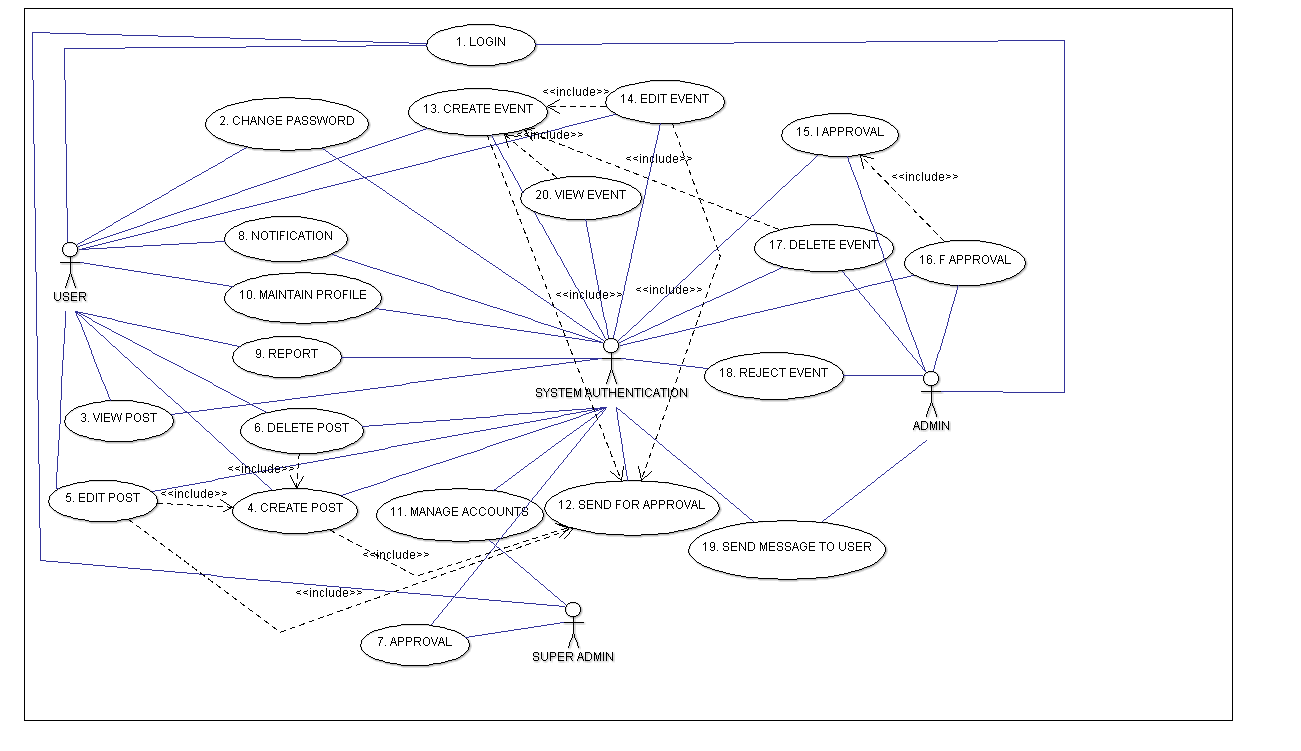 1. LOGIN
<<include>>
14. EDIT EVENT
13. CREATE EVENT
2. CHANGE PASSWORD
<<include>>
15. I APPROVAL
<<include>>
<<include>>
20. VIEW EVENT
8. NOTIFICATION
17. DELETE EVENT
16. F APPROVAL
USER
10. MAINTAIN PROFILE
<<include>>
<<include>>
9. REPORT
18. REJECT EVENT
SYSTEM AUTHENTICATION
3. VIEW POST
6. DELETE POST
ADMIN
<<include>>
5. EDIT POST
<<include>>
4. CREATE POST
11. MANAGE ACCOUNTS
12. SEND FOR APPROVAL
19. SEND MESSAGE TO USER
<<include>>
<<include>>
7. APPROVAL
SUPER ADMIN